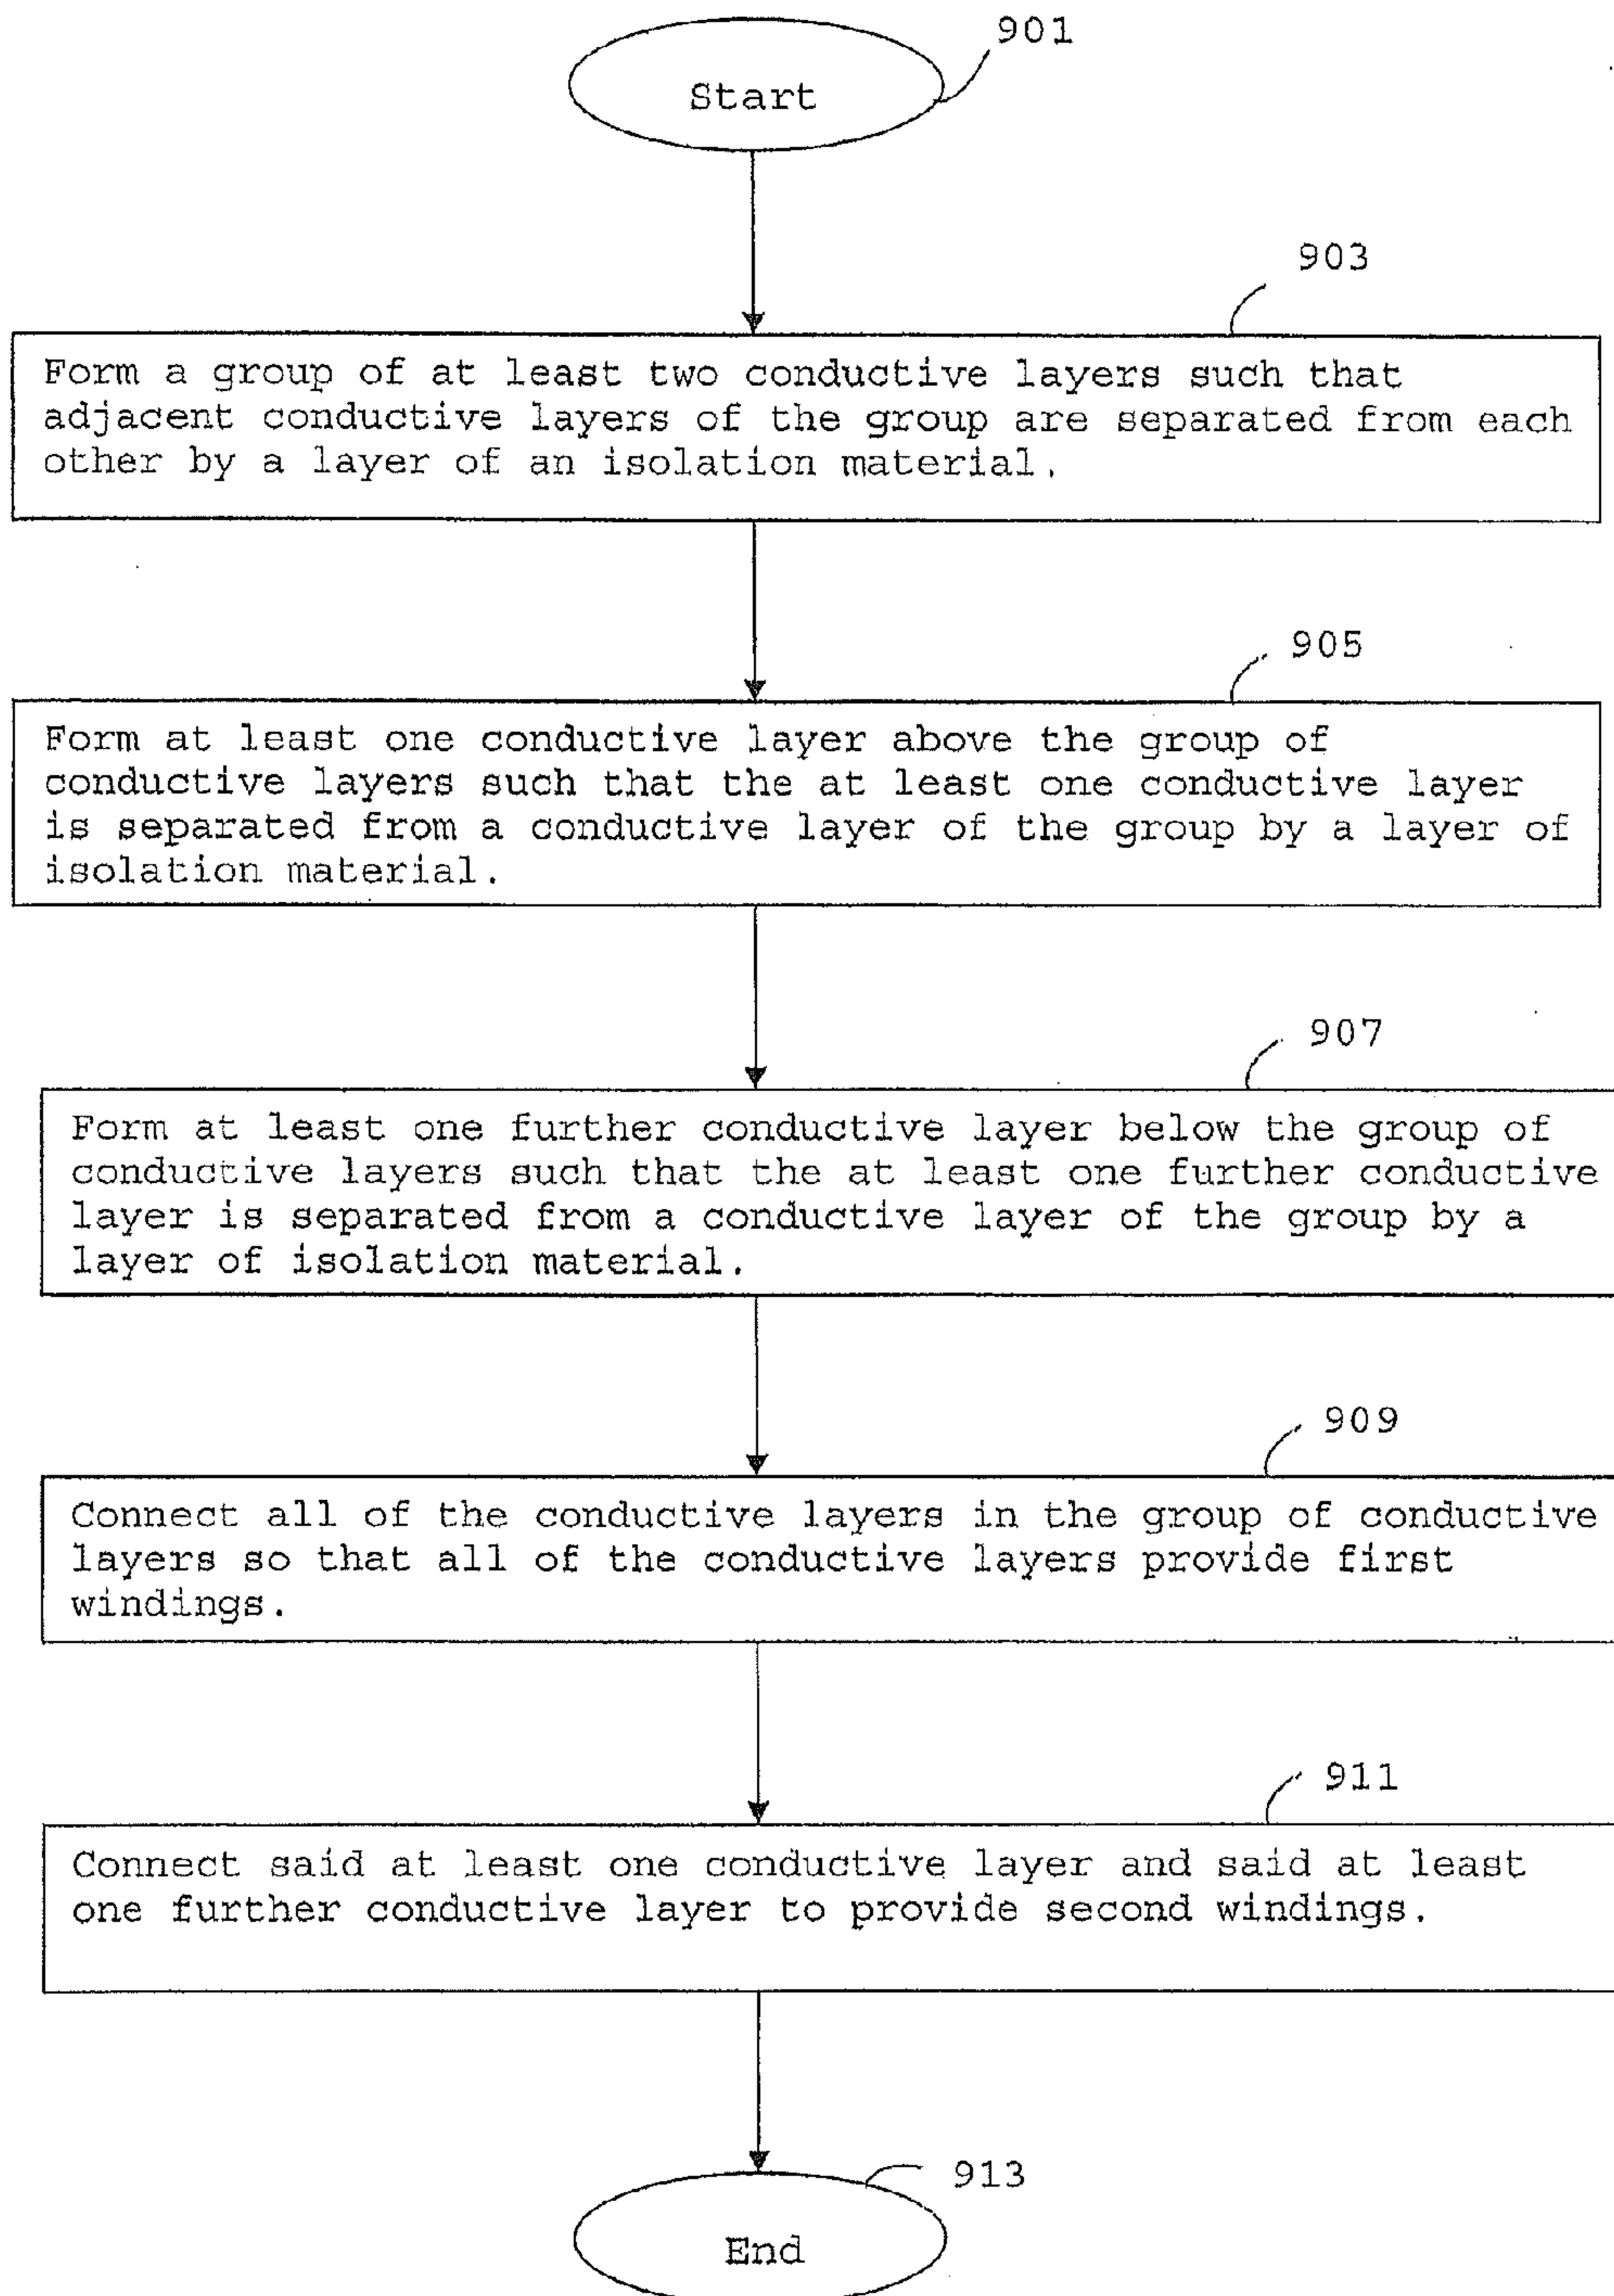 901
Start
903
Form a group of at least two conductive layers such that
adjacent conductive layers of the group are separated from each
other by a layer of an isolation material.
905
Form at least one conductive layer above the group of
conductive layers such that the at least one conductive layer
is separated from a conductive layer of the group by a layer of
isolation material.
907
Form at least one further conductive layer below the group of
conductive layers such that the at least one further conductive
layer is separated from a conductive layer of the group by a
layer of isolation material.
909
Connect all of the conductive layers in the group of conductive
layers so that all of the conductive layers provide first
windings.
911
Connect said at least one conductive layer and said at least
one further conductive layer to provide second windings.
913
End